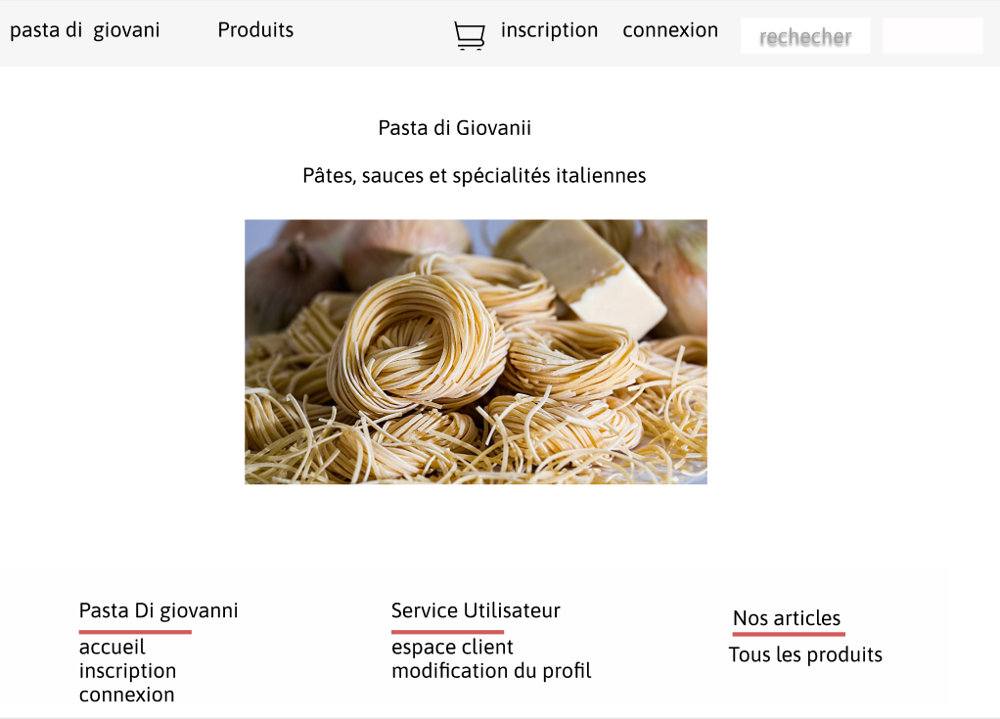 pasta di giovani Produits inscription connexion rechecher
Pasta di Giovanii
Pâtes, sauces et spécialités italiennes
Pasta Di giovanni
accueil
inscription
connexion
Service Utilisateur
espace client
modification du profil
Nos articles
Tous les produits